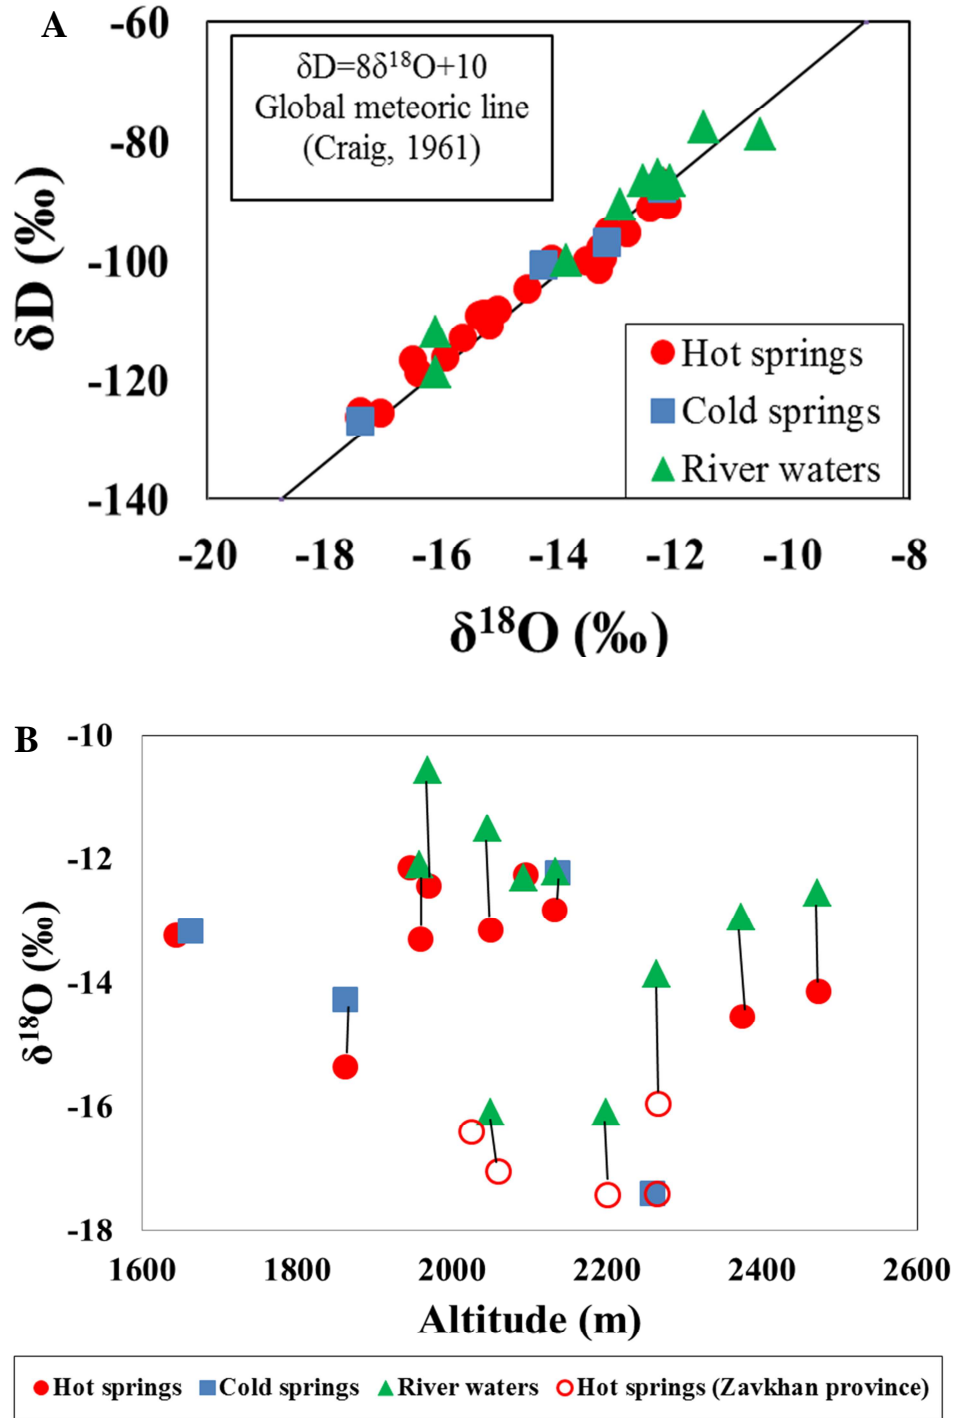 A
-60
-80
-100
-120
-140
δD (‰)
δD=8δ¹⁸O+10
Global meteoric line
(Craig, 1961)
Hot springs
Cold springs
River waters
-20 -18 -16 -14 -12 -10 -8
δ¹⁸O (‰)
B
-10
-12
-14
-16
-18
δ¹⁸O (‰)
1600 1800 2000 2200 2400 2600
Altitude (m)
Hot springs Cold springs River waters Hot springs (Zavkhan province)